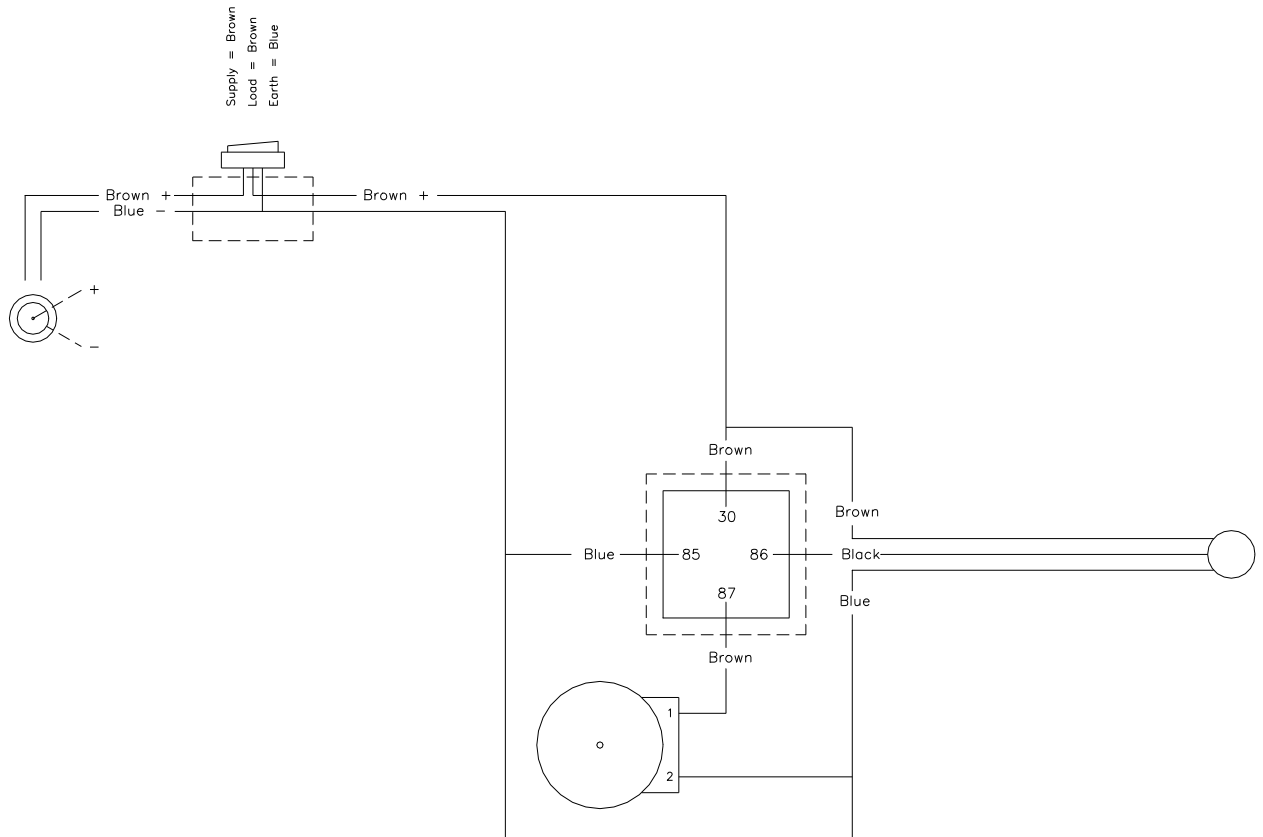 Supply = Brown
Load = Brown
Earth = Blue
Brown +
Brown +
Blue -
+
-
Brown
30
Brown
Blue
85
86
Black
87
Blue
Brown
1
2